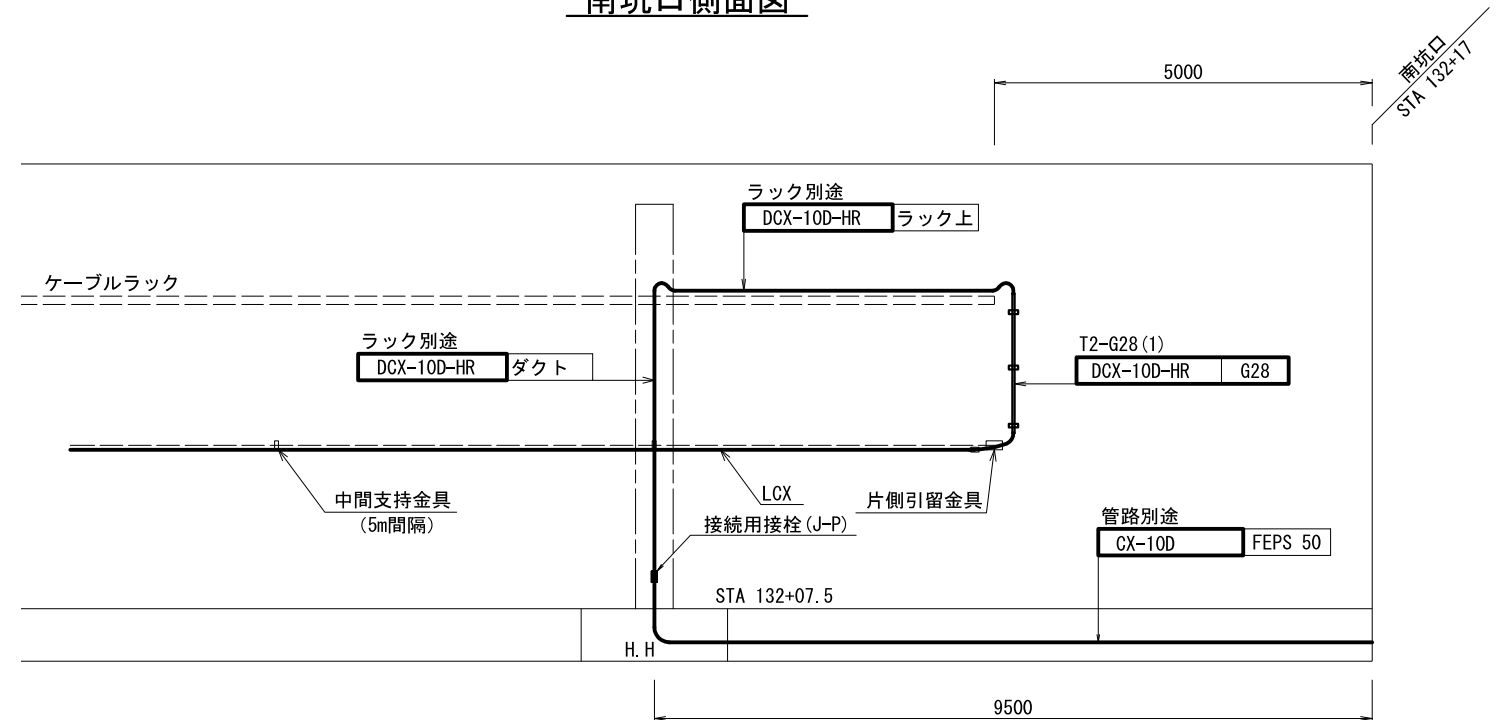 南坑口側面図
5000
南坑口
STA 132+17
ラック別途
DCX-10D-HR ラック上
ケーブルラック
ラック別途
DCX-10D-HR ダクト
T2-G28(1)
DCX-10D-HR G28
中間支持金具
(5m間隔)
LCX
片側引留金具
接続用接栓(J-P)
管路別途
CX-10D FEPS 50
STA 132+07.5
H.H
9500